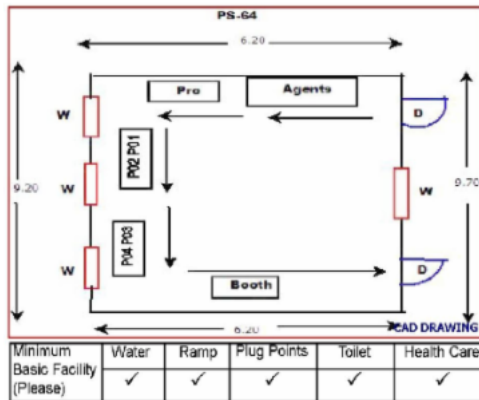 PS-64
6.20
Pro
Agents
W
D
P02 P01
W
9.20
W
9.70
P04 P03
W
D
Booth
6.20
CAD DRAWING
Minimum Basic Facility (Please)
Water
Ramp
Plug Points
Toilet
Health Care
✓
✓
✓
✓
✓